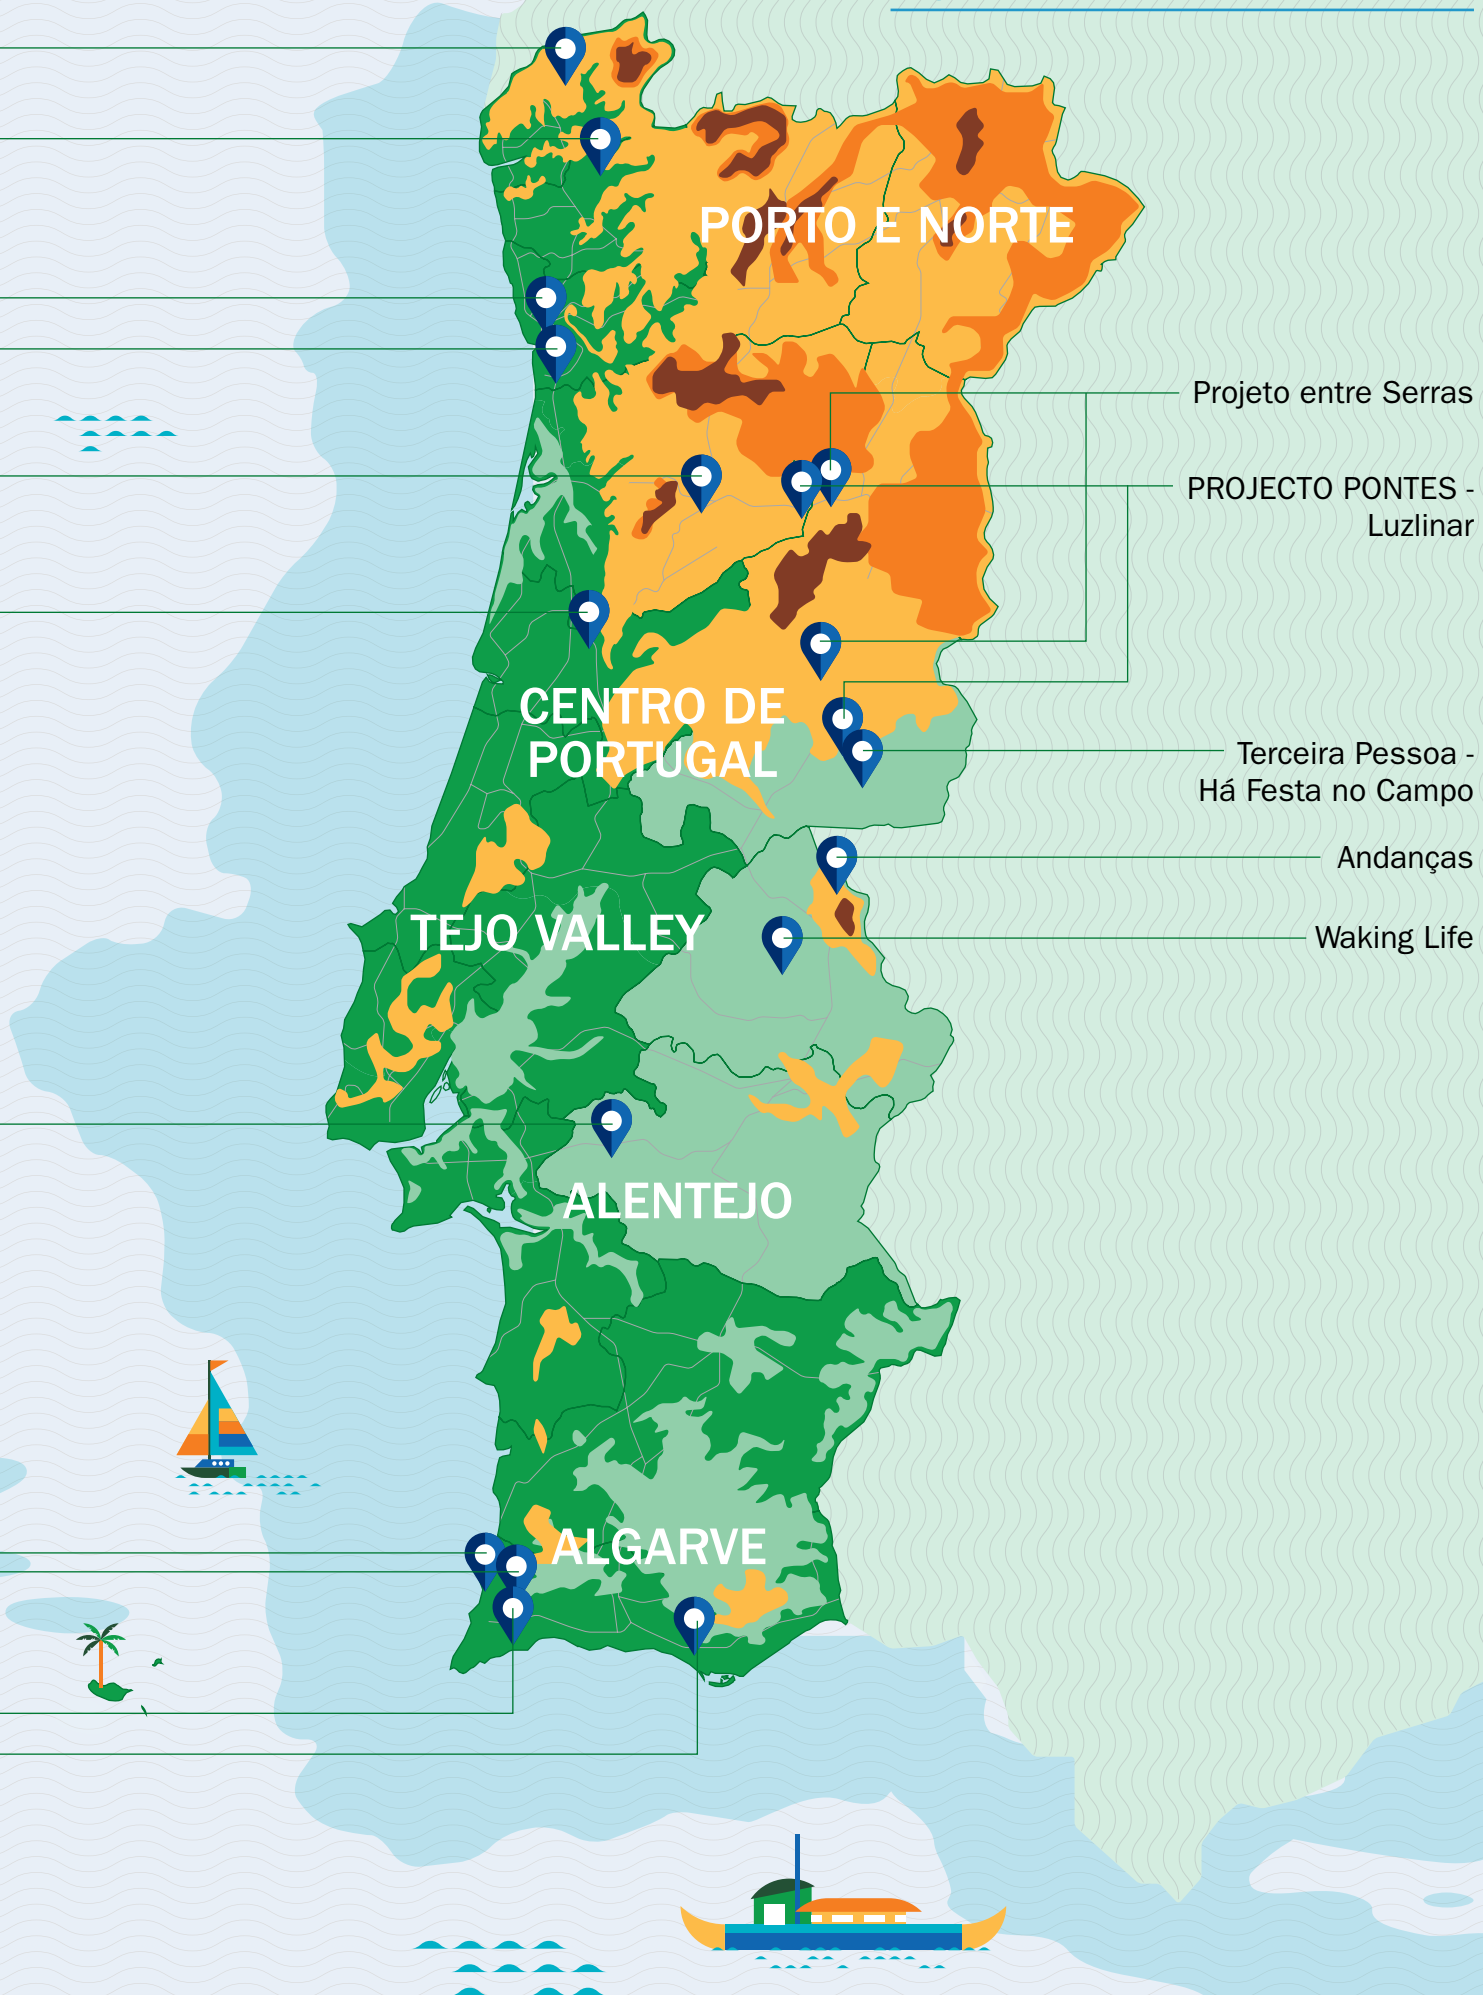 PORTO E NORTE
Projeto entre Serras
PROJECTO PONTES -
Luzlinar
CENTRO DE
PORTUGAL
Terceira Pessoa -
Há Festa no Campo
Andanças
TEJO VALLEY
Waking Life
ALENTEJO
ALGARVE